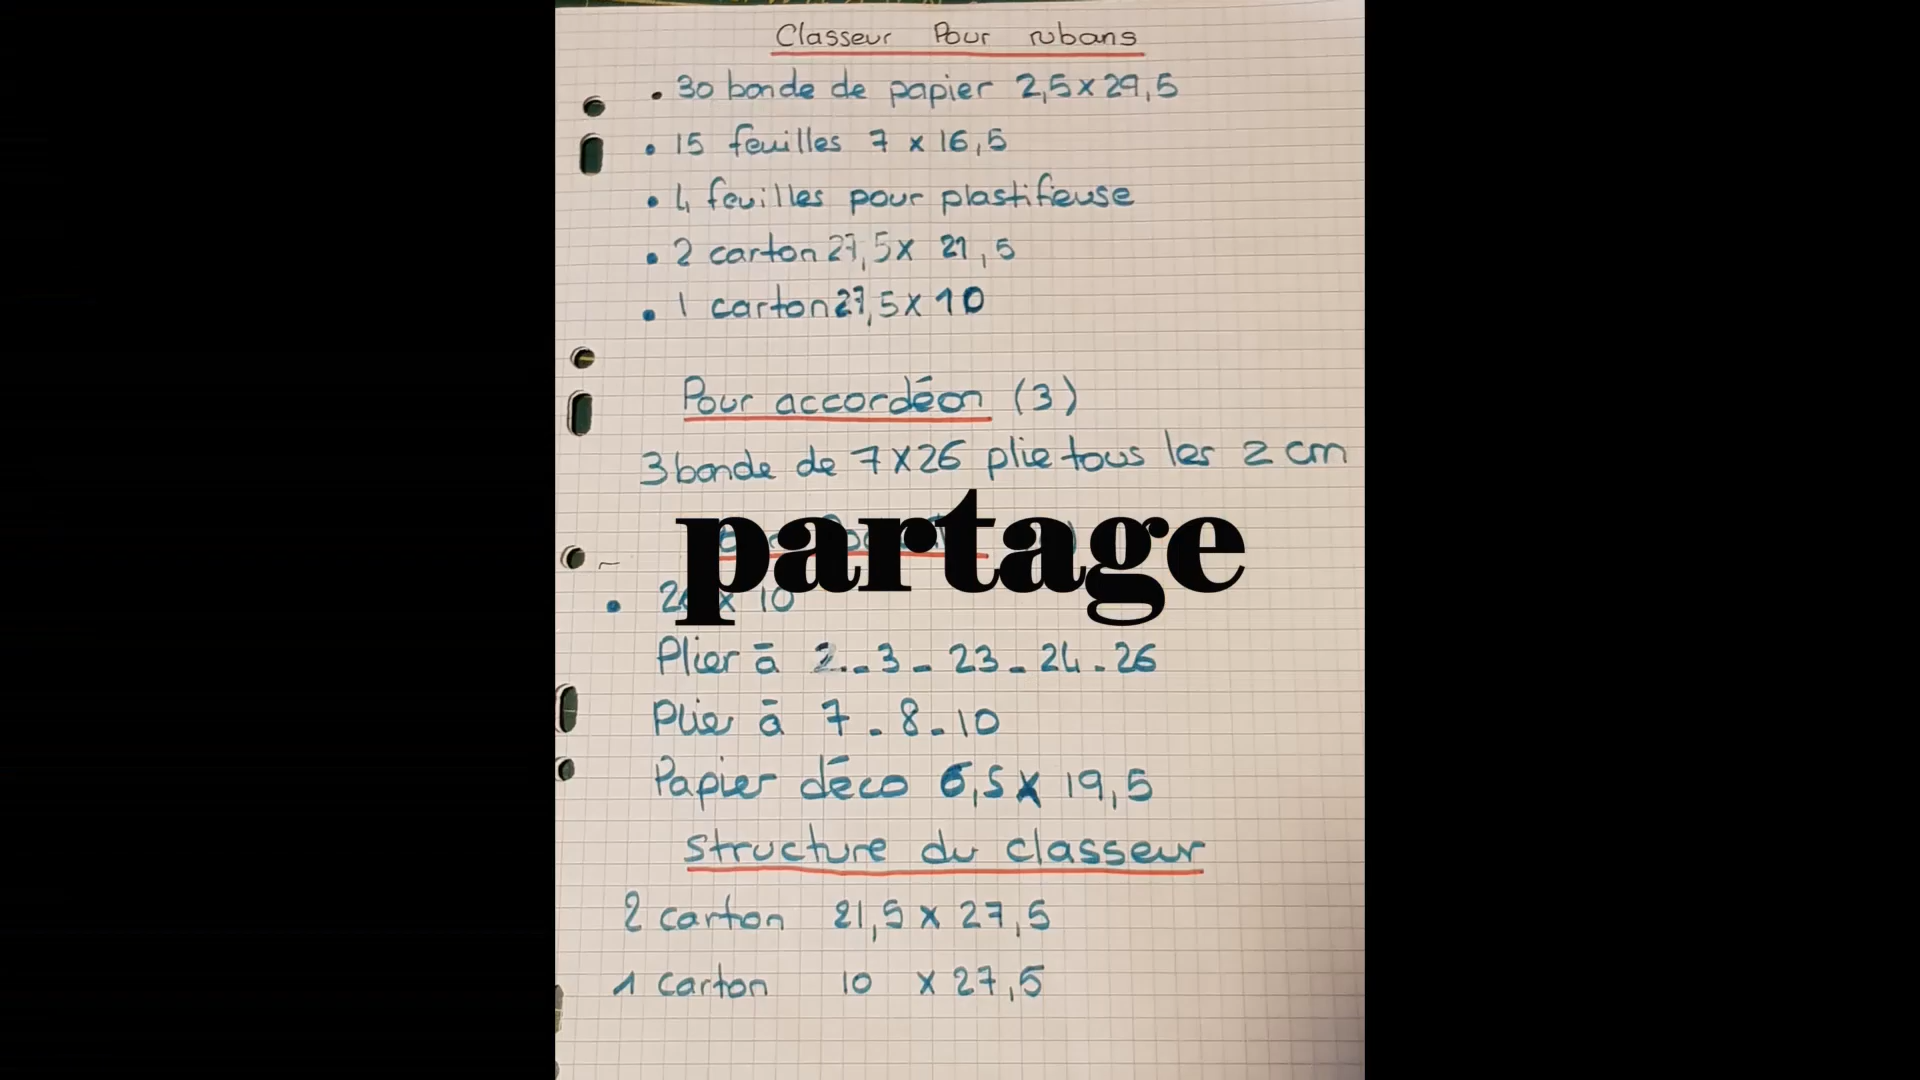 Classeur Pour rubans
• 30 bande de papier 2,5 x 29,5
• 15 feuilles 7 x 16,5
• 4 feuilles pour plastifieuse
• 2 carton 27,5 x 21,5
• 1 carton 27,5 x 10
Pour accordéon (3)
3 bande de 7 x 26 plie tous les 2 cm
partage
x 10
Plier à 2 - 3 - 23 - 24 - 26
Plier à 7 - 8 - 10
Papier déco 6,5 x 19,5
Structure du classeur
2 carton 21,5 x 27,5
1 carton 10 x 27,5